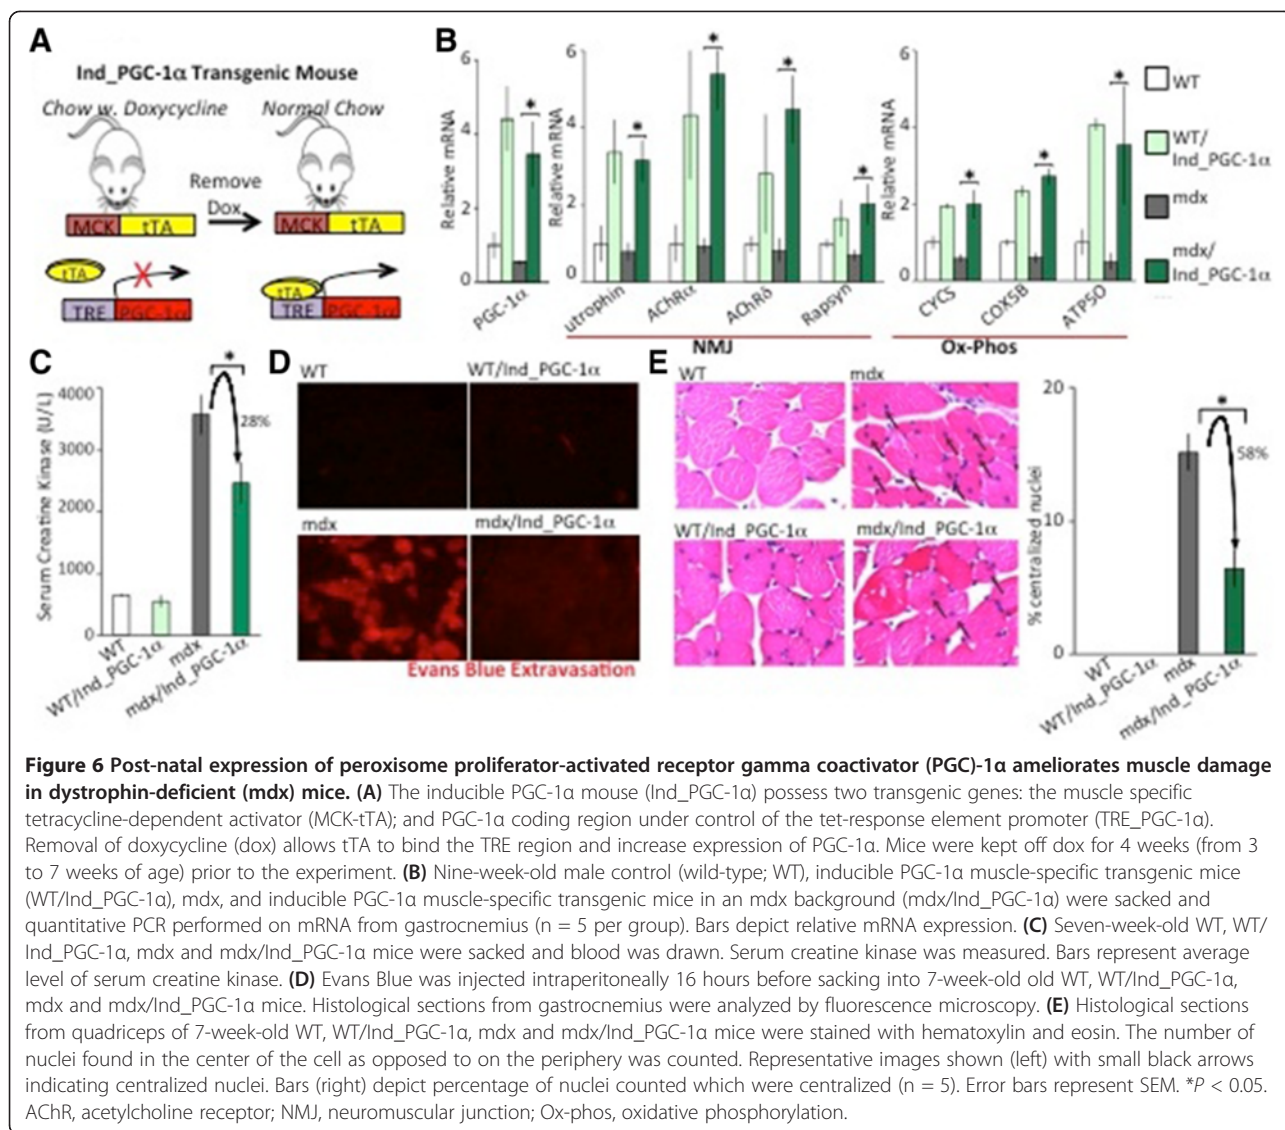 A
Ind_PGC-1α Transgenic Mouse
Chow w. Doxycycline
Normal Chow
Remove
Dox
MCK tTA
MCK tTA
tTA
X
tTA
TRE PGC-1α
TRE PGC-1α
B
Relative mRNA
6
4
2
0
*
PGC-1α
Relative mRNA
6
4
2
0
* * * *
utrophin AChRα AChRδ Rapsyn
NMJ
Relative mRNA
6
4
2
0
* * *
CYCS COX5B ATP5O
Ox-Phos
WT
WT/
Ind_PGC-1α
mdx
mdx/
Ind_PGC-1α
C
Serum Creatine Kinase (U/L)
4000
3000
2000
1000
0
*
28%
WT
WT/Ind_PGC-1α
mdx
mdx/Ind_PGC-1α
D
WT
WT/Ind_PGC-1α
mdx
mdx/Ind_PGC-1α
Evans Blue Extravasation
E
WT
mdx
WT/Ind_PGC-1α
mdx/Ind_PGC-1α
% centralized nuclei
20
10
0
*
58%
WT
WT/Ind_PGC-1α
mdx
mdx/Ind_PGC-1α
Figure 6 Post-natal expression of peroxisome proliferator-activated receptor gamma coactivator (PGC)-1α ameliorates muscle damage
in dystrophin-deficient (mdx) mice. (A) The inducible PGC-1α mouse (Ind_PGC-1α) possess two transgenic genes: the muscle specific
tetracycline-dependent activator (MCK-tTA); and PGC-1α coding region under control of the tet-response element promoter (TRE_PGC-1α).
Removal of doxycycline (dox) allows tTA to bind the TRE region and increase expression of PGC-1α. Mice were kept off dox for 4 weeks (from 3
to 7 weeks of age) prior to the experiment. (B) Nine-week-old male control (wild-type; WT), inducible PGC-1α muscle-specific transgenic mice
(WT/Ind_PGC-1α), mdx, and inducible PGC-1α muscle-specific transgenic mice in an mdx background (mdx/Ind_PGC-1α) were sacked and
quantitative PCR performed on mRNA from gastrocnemius (n = 5 per group). Bars depict relative mRNA expression. (C) Seven-week-old WT, WT/
Ind_PGC-1α, mdx and mdx/Ind_PGC-1α mice were sacked and blood was drawn. Serum creatine kinase was measured. Bars represent average
level of serum creatine kinase. (D) Evans Blue was injected intraperitoneally 16 hours before sacking into 7-week-old old WT, WT/Ind_PGC-1α,
mdx and mdx/Ind_PGC-1α mice. Histological sections from gastrocnemius were analyzed by fluorescence microscopy. (E) Histological sections
from quadriceps of 7-week-old WT, WT/Ind_PGC-1α, mdx and mdx/Ind_PGC-1α mice were stained with hematoxylin and eosin. The number of
nuclei found in the center of the cell as opposed to on the periphery was counted. Representative images shown (left) with small black arrows
indicating centralized nuclei. Bars (right) depict percentage of nuclei counted which were centralized (n = 5). Error bars represent SEM. *P < 0.05.
AChR, acetylcholine receptor; NMJ, neuromuscular junction; Ox-phos, oxidative phosphorylation.